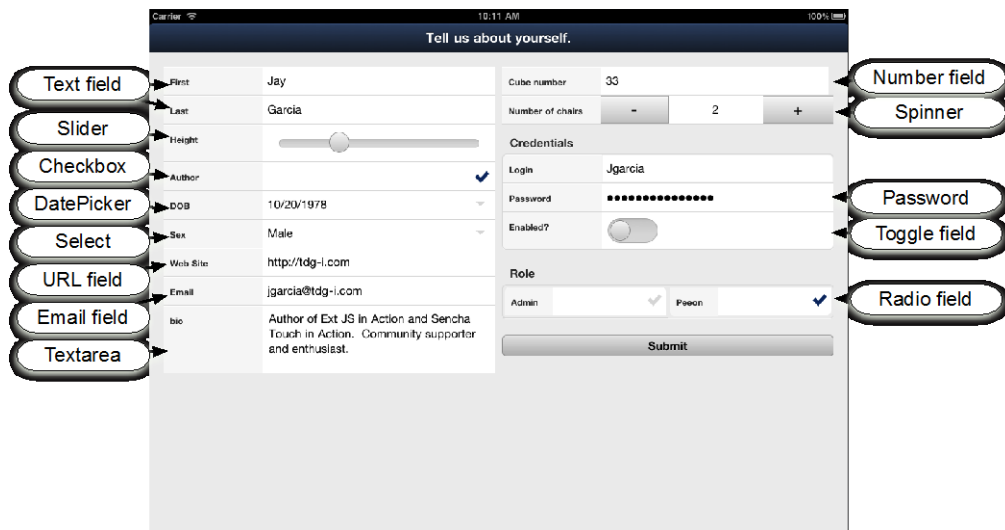 Carrier 10:11 AM 100%
Tell us about yourself.
Text field
Slider
Checkbox
DatePicker
Select
URL field
Email field
Textarea
First Jay
Last Garcia
Height
Author
DOB 10/20/1978
Sex Male
Web Site http://tdg-i.com
Email jgarcia@tdg-i.com
bio Author of Ext JS in Action and Sencha
Touch in Action. Community supporter
and enthusiast.
Cube number 33
Number of chairs - 2 +
Credentials
Login Jgarcia
Password •••••••••••••••
Enabled?
Role
Admin Peeon
Submit
Number field
Spinner
Password
Toggle field
Radio field